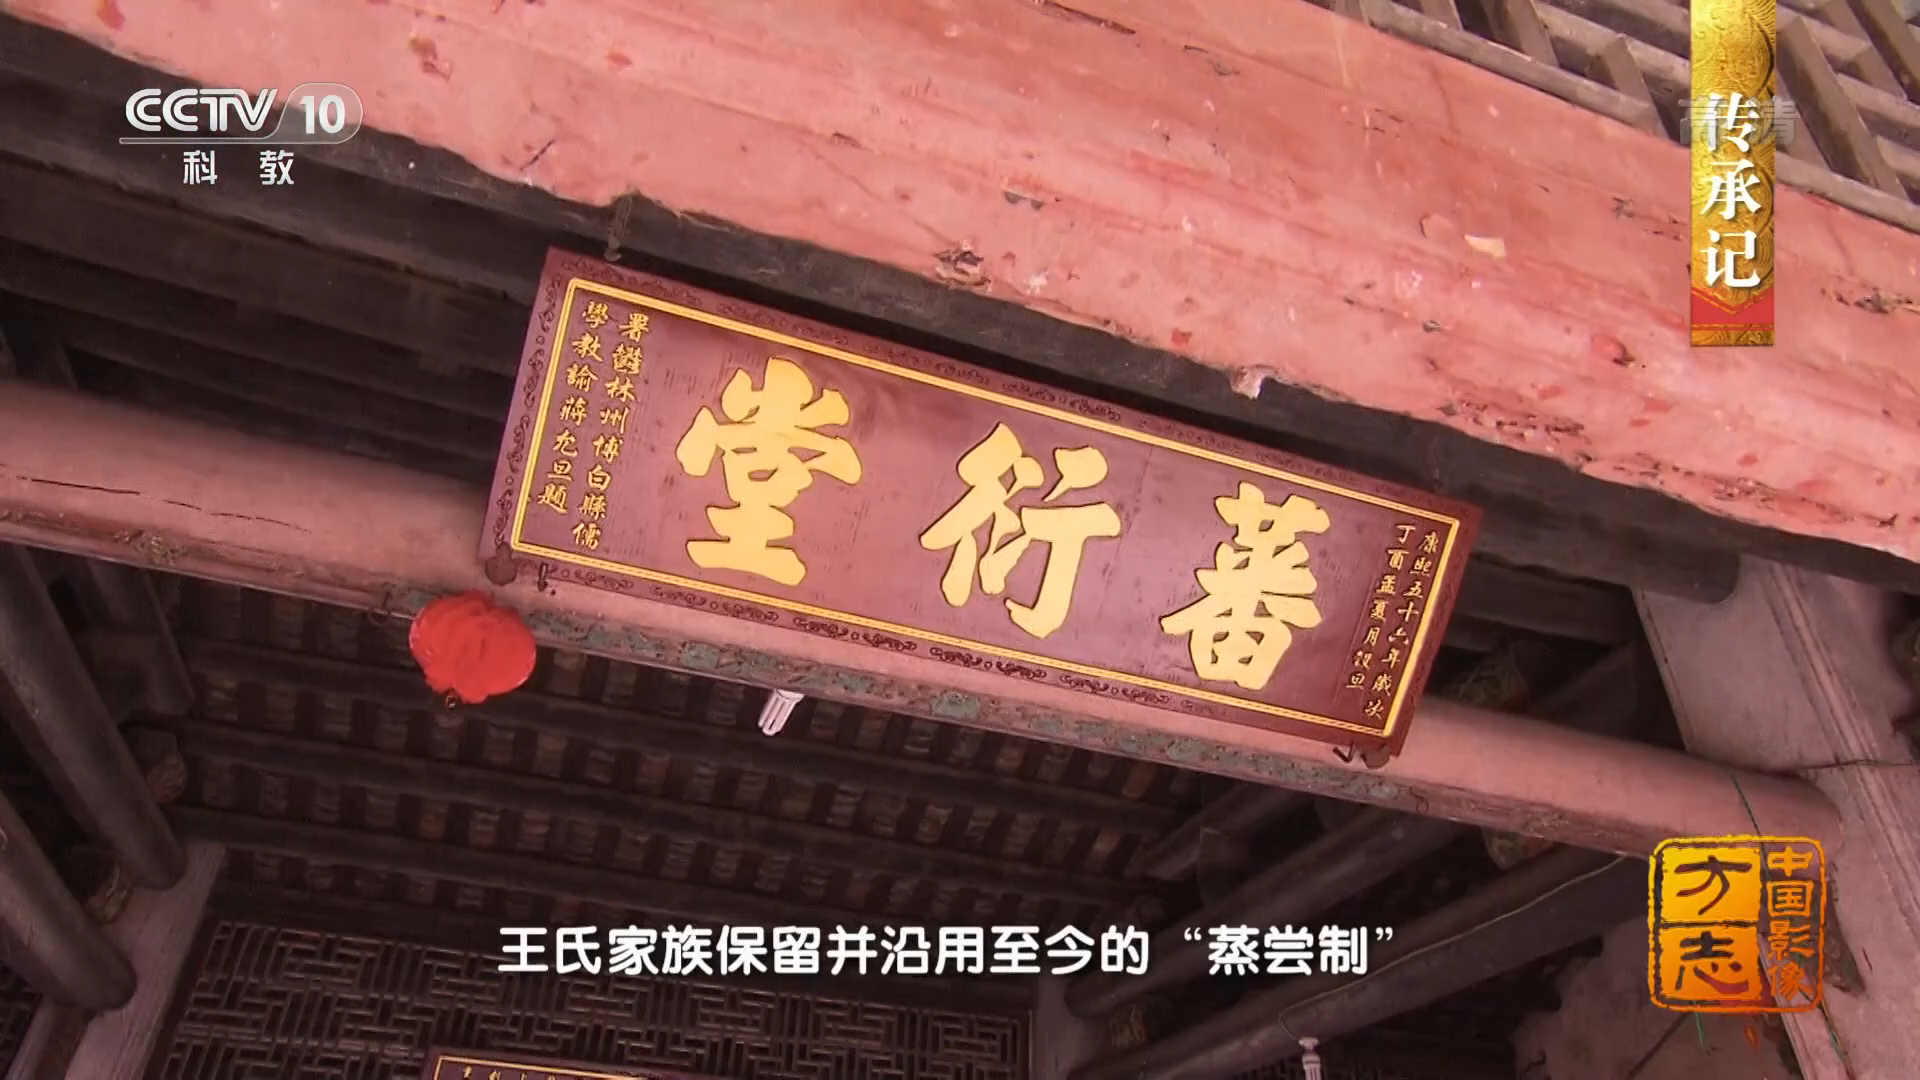 CCTV 10
科 教
高清
传承记
康熙五十六年歲次
丁酉孟夏月穀旦
蕃衍堂
署鬱林州博白縣儒
學教諭蔣允旦題
王氏家族保留并沿用至今的“蒸尝制”
中国影像
方志